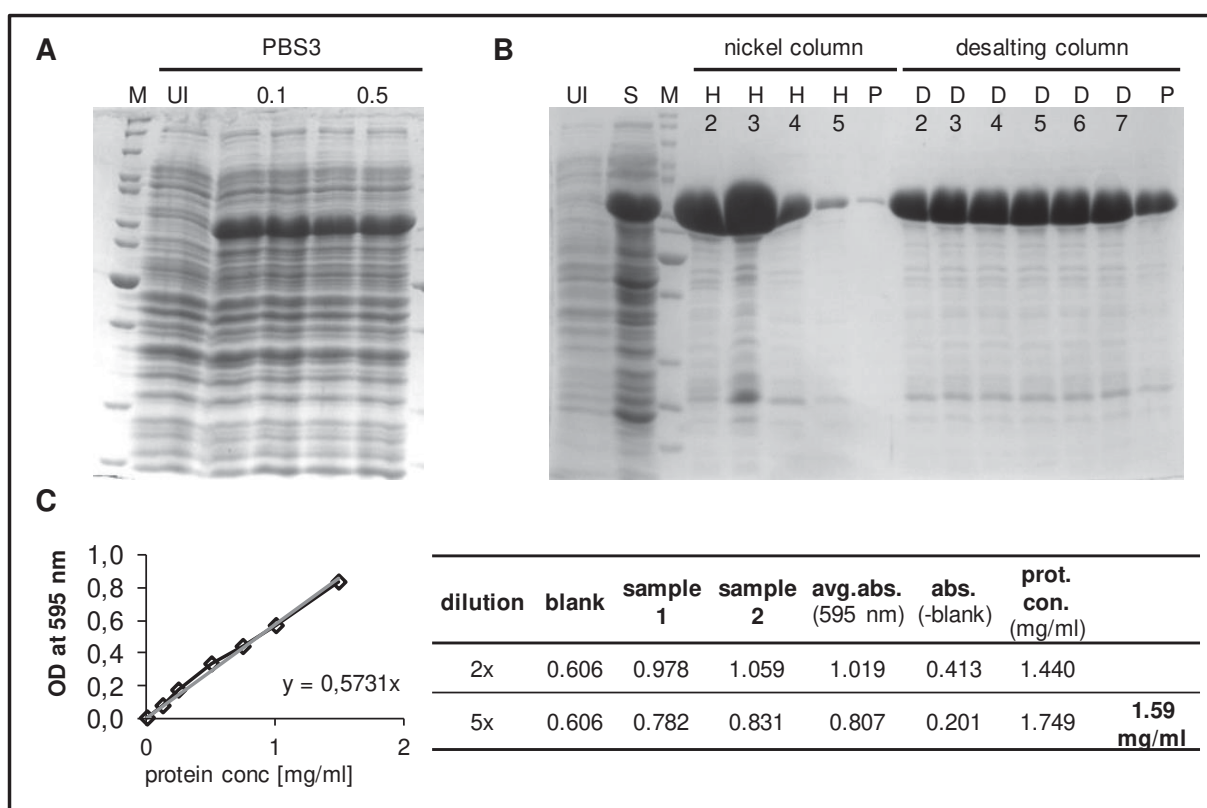 A
PBS3
M UI 0.1 0.5
B
nickel column desalting column
UI S M H H H H P D D D D D D P
2 3 4 5 2 3 4 5 6 7
C
OD at 595 nm
1,0
0,8
0,6
0,4
0,2
0,0
y = 0,5731x
0 1 2
protein conc [mg/ml]
dilution blank sample 1 sample 2 avg.abs. (595 nm) abs. (-blank) prot. con. (mg/ml)
2x 0.606 0.978 1.059 1.019 0.413 1.440
5x 0.606 0.782 0.831 0.807 0.201 1.749 1.59 mg/ml